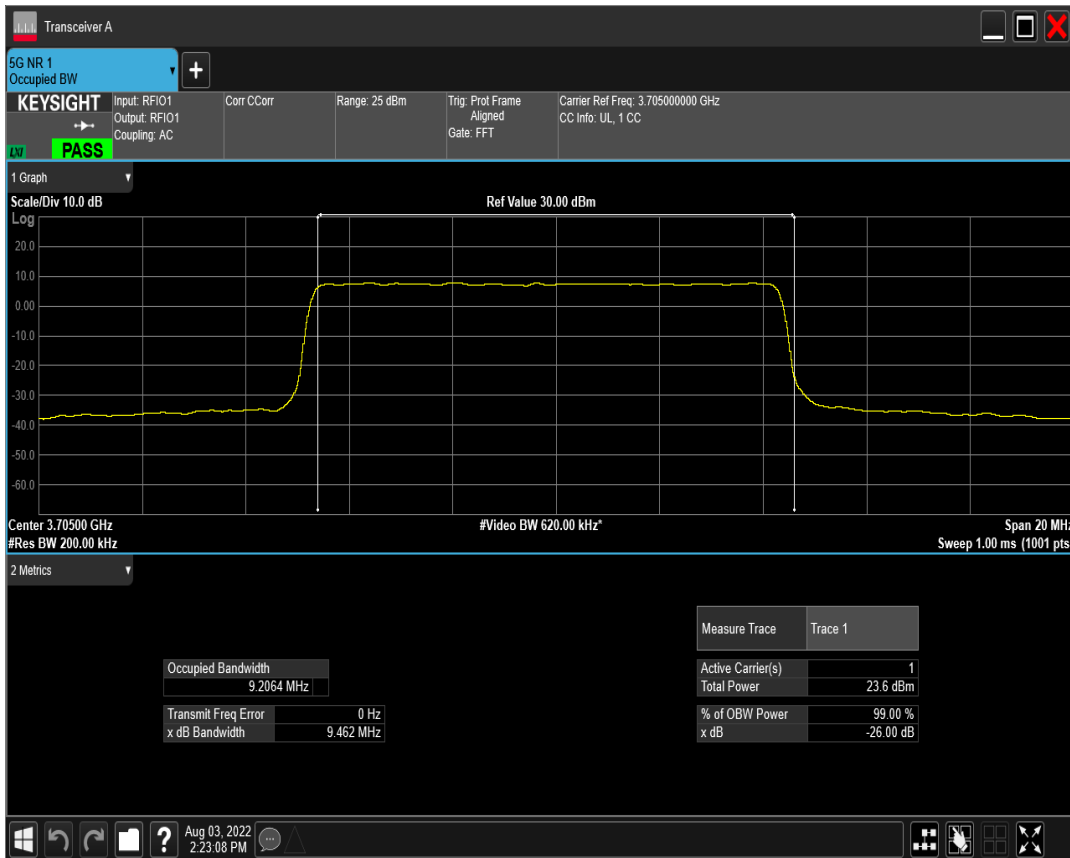 Transceiver A
5G NR 1
Occupied BW
+
KEYSIGHT
LXI
PASS
Input: RFIO1
Output: RFIO1
Coupling: AC
Corr CCorr
Range: 25 dBm
Trig: Prot Frame
Aligned
Gate: FFT
Carrier Ref Freq: 3.705000000 GHz
CC Info: UL, 1 CC
1 Graph
Scale/Div 10.0 dB
Ref Value 30.00 dBm
Log
20.0
10.0
0.00
-10.0
-20.0
-30.0
-40.0
-50.0
-60.0
Center 3.70500 GHz
#Video BW 620.00 kHz*
Span 20 MHz
#Res BW 200.00 kHz
Sweep 1.00 ms (1001 pts
2 Metrics
Measure Trace Trace 1
Occupied Bandwidth
9.2064 MHz
Active Carrier(s) 1
Total Power 23.6 dBm
Transmit Freq Error 0 Hz
x dB Bandwidth 9.462 MHz
% of OBW Power 99.00 %
x dB -26.00 dB
?
Aug 03, 2022
2:23:08 PM